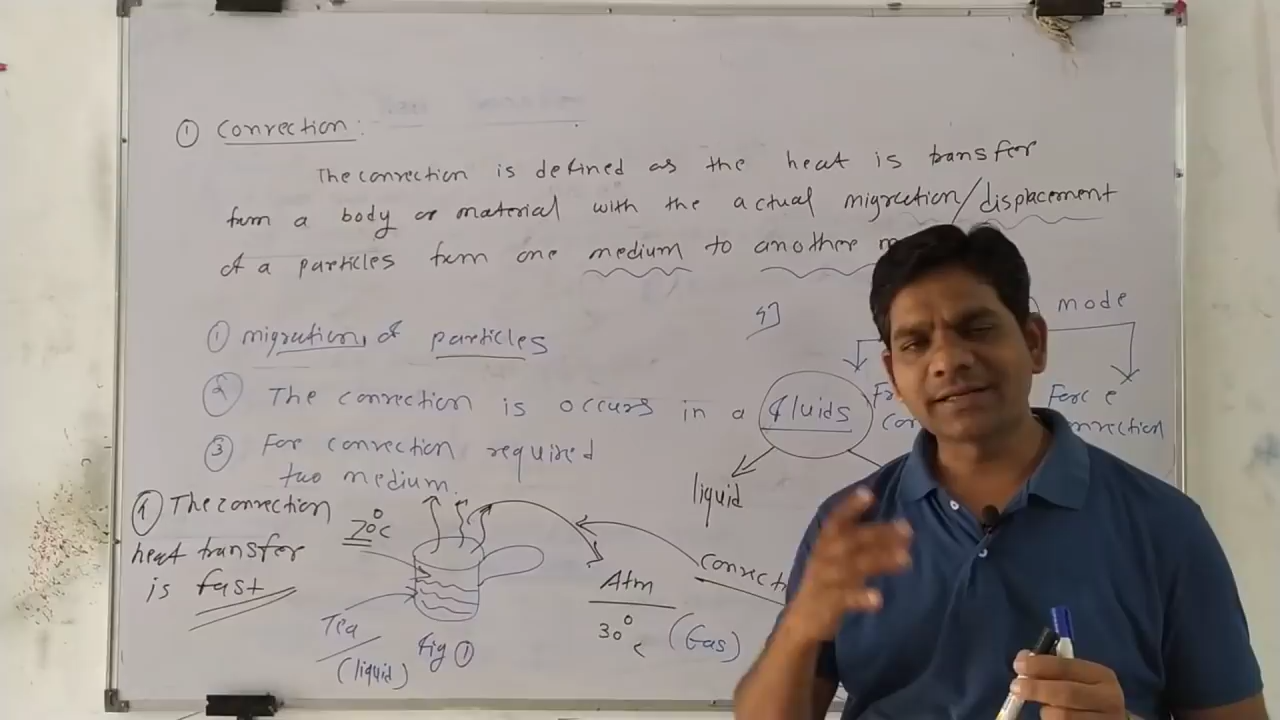 ① Convection:
The convection is defined as the heat is transfer
from a body or material with the actual migration/displacement
of a particles from one medium to another
① migration of particles
② The convection is occurs in a fluids
③ For convection required
two medium.
④ The convection
heat transfer
is fast
70°c
Tea
(liquid)
Fig ①
Atm
30°c (Gas)
liquid
mode
Force